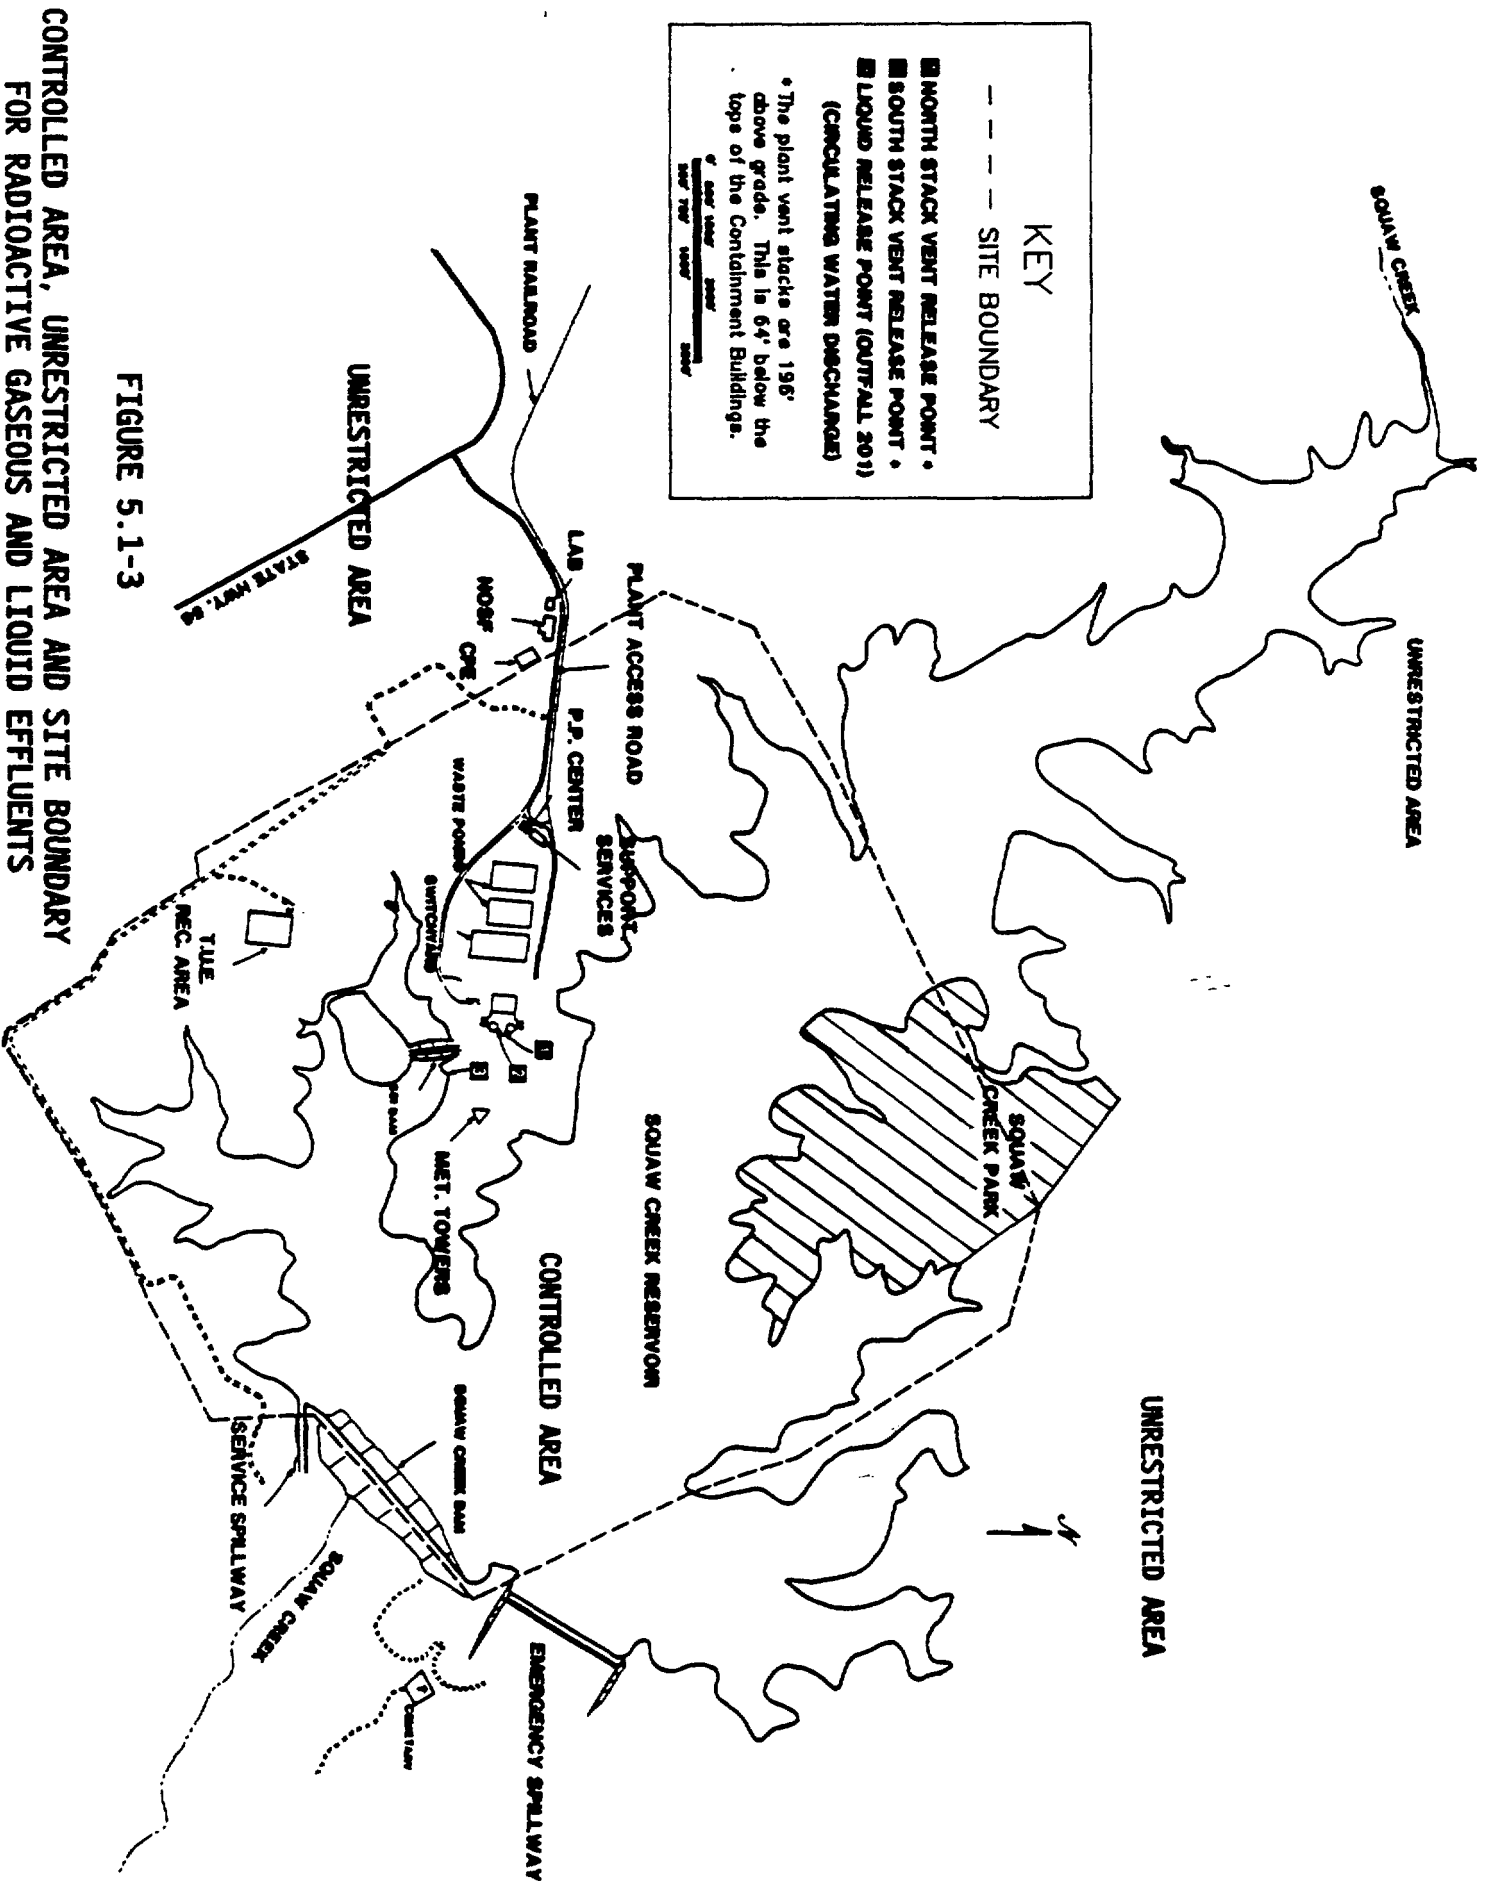 SQUAW CREEK
UNRESTRICTED AREA
UNRESTRICTED AREA
N
KEY
SITE BOUNDARY
NORTH STACK VENT RELEASE POINT *
SOUTH STACK VENT RELEASE POINT *
LIQUID RELEASE POINT (OUTFALL 201)
(CIRCULATING WATER DISCHARGE)
* The plant vent stacks are 196'
above grade. This is 64' below the
tops of the Containment Buildings.
SQUAW
CREEK PARK
SQUAW CREEK RESERVOIR
CONTROLLED AREA
PLANT RAILROAD
LAB
NOSF
CPE
PLANT ACCESS ROAD
P.P. CENTER
SUPPORT
SERVICES
WASTE PONDS
SWITCHYARD
1
2
3
MET. TOWERS
SQUAW CREEK DAM
EMERGENCY SPILLWAY
UNRESTRICTED AREA
STATE HWY.
T.U.E.
REC. AREA
SERVICE SPILLWAY
SQUAW CREEK
FIGURE 5.1-3
CONTROLLED AREA, UNRESTRICTED AREA AND SITE BOUNDARY
FOR RADIOACTIVE GASEOUS AND LIQUID EFFLUENTS